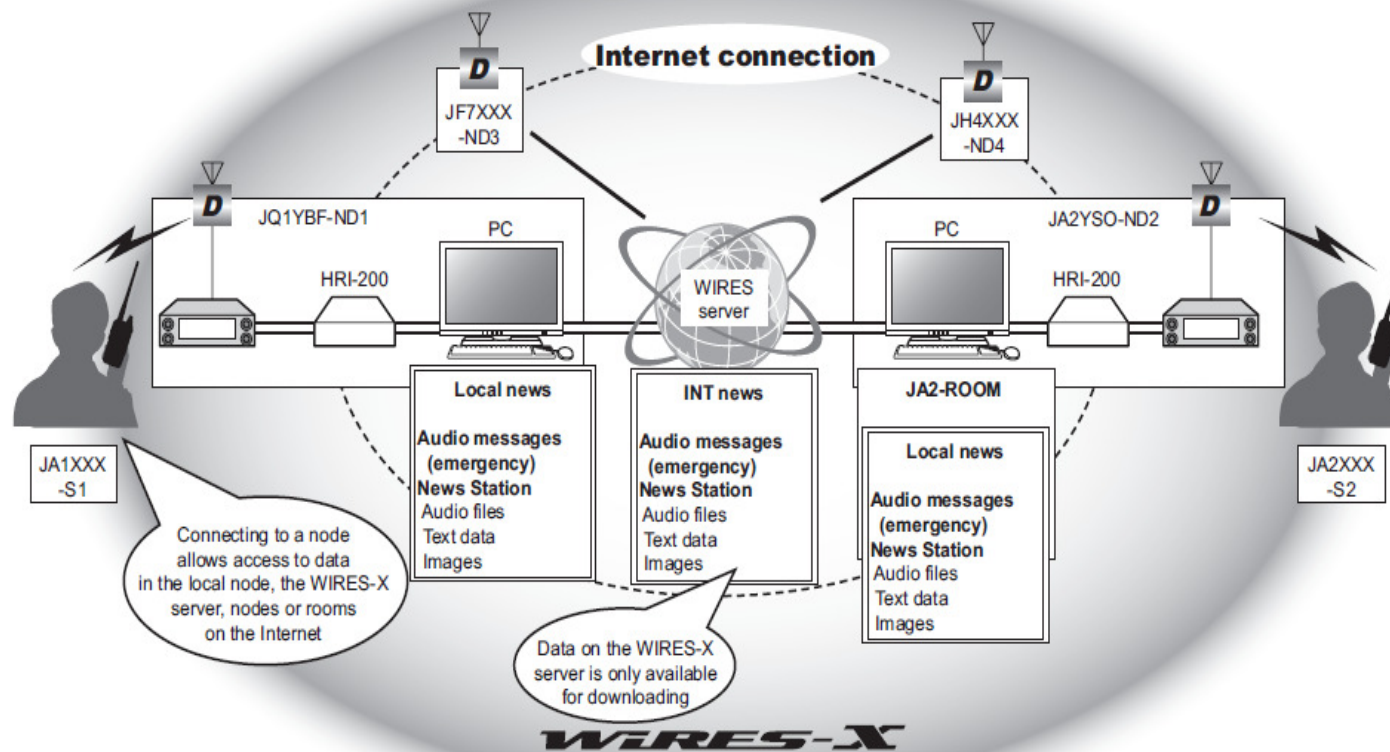 Internet connection
D
JF7XXX
-ND3
D
JH4XXX
-ND4
D
JQ1YBF-ND1
PC
HRI-200
WIRES
server
PC
JA2YSO-ND2
D
HRI-200
JA1XXX
-S1
JA2XXX
-S2
Local news
Audio messages
(emergency)
News Station
Audio files
Text data
Images
INT news
Audio messages
(emergency)
News Station
Audio files
Text data
Images
JA2-ROOM
Local news
Audio messages
(emergency)
News Station
Audio files
Text data
Images
Connecting to a node
allows access to data
in the local node, the WIRES-X
server, nodes or rooms
on the Internet
Data on the WIRES-X
server is only available
for downloading
WIRES-X